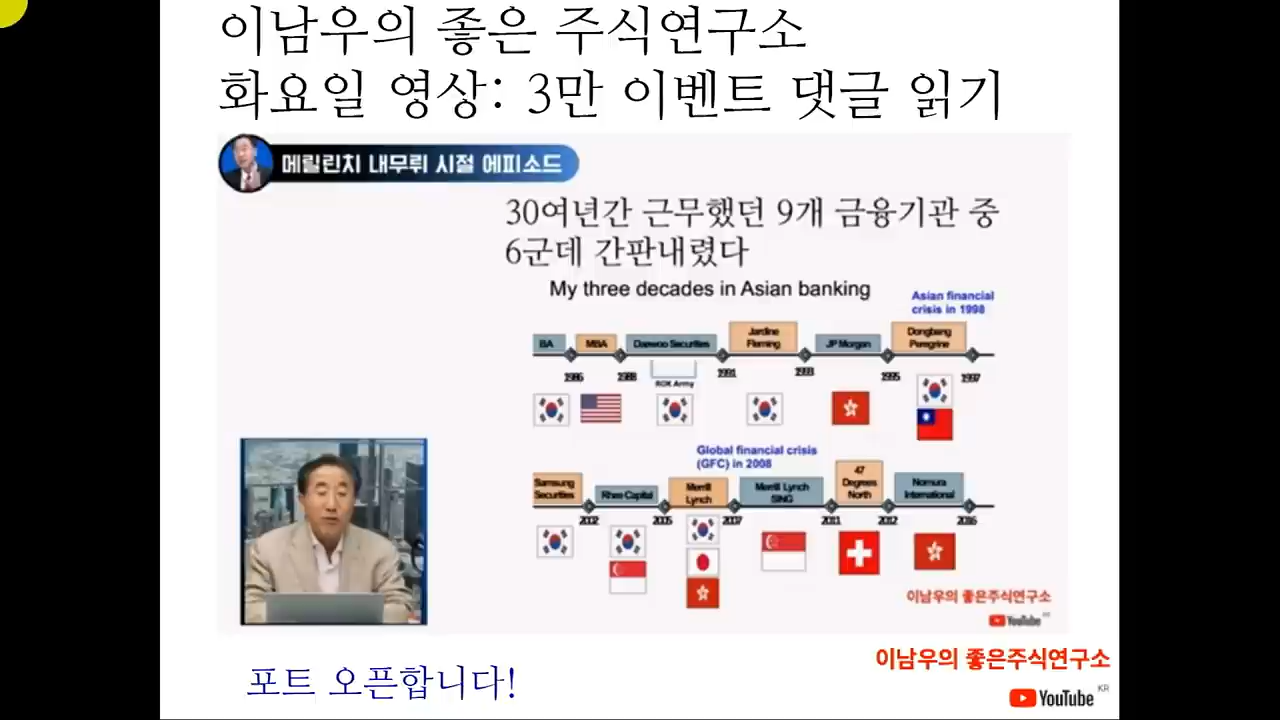 이남우의 좋은 주식연구소
화요일 영상: 3만 이벤트 댓글 읽기
메릴린치 내무뤼 시절 에피소드
30여년간 근무했던 9개 금융기관 중
6군데 간판내렸다
My three decades in Asian banking
Asian financial
crisis in 1998
BA
MBA
Daewoo Securities
Jardine
Fleming
JP Morgan
Dongbang
Peregrine
1986
1988
1991
1993
1995
1997
ROK Army
Global financial crisis
(GFC) in 2008
Samsung
Securities
Rhee Capital
Merrill
Lynch
Merrill Lynch
SING
47
Degrees
North
Nomura
International
2002
2005
2007
2011
2012
2016
이남우의 좋은주식연구소
YouTube
포트 오픈합니다!
이남우의 좋은주식연구소
YouTube KR